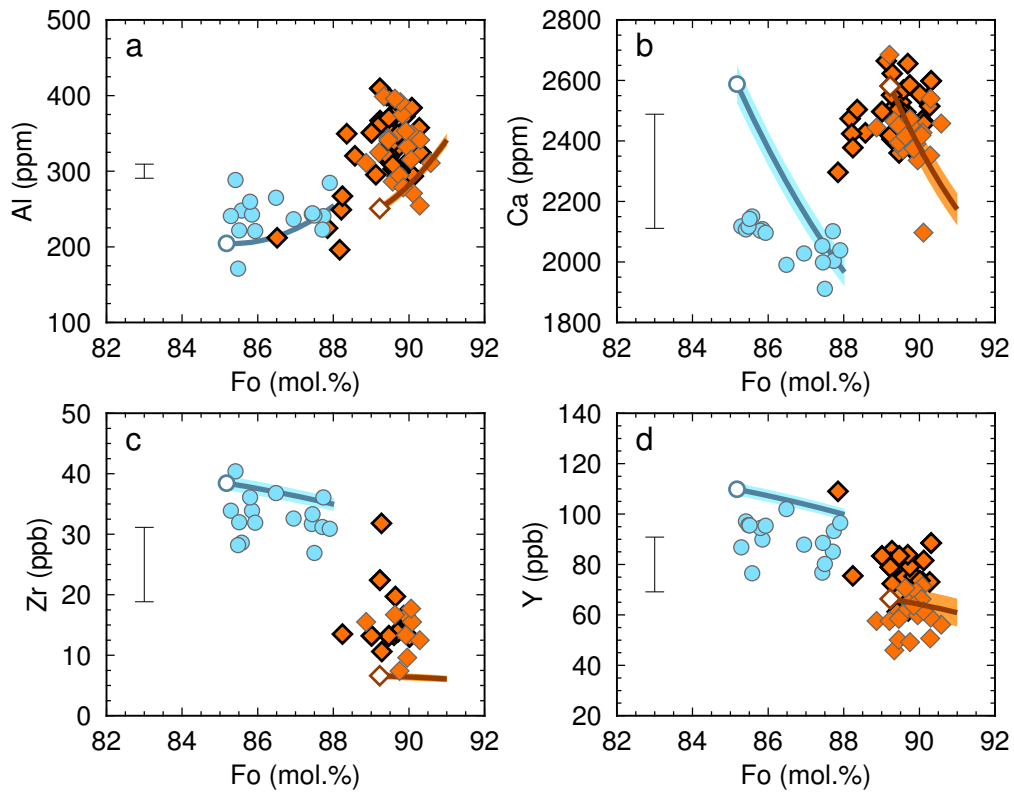 a
500
400
300
200
100
Al (ppm)
82 84 86 88 90 92
Fo (mol.%)
b
2800
2600
2400
2200
2000
1800
Ca (ppm)
82 84 86 88 90 92
Fo (mol.%)
c
50
40
30
20
10
0
Zr (ppb)
82 84 86 88 90 92
Fo (mol.%)
d
140
120
100
80
60
40
20
Y (ppb)
82 84 86 88 90 92
Fo (mol.%)